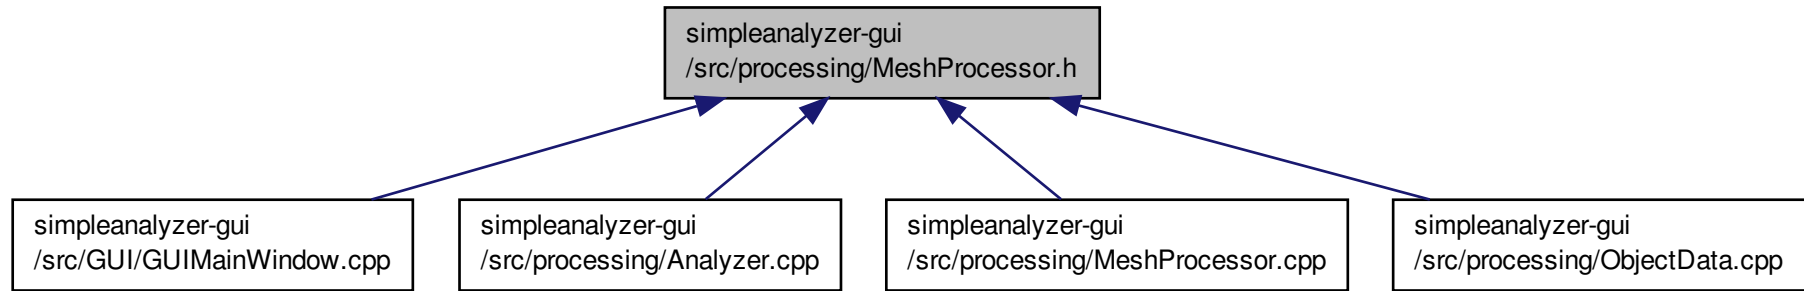 simpleanalyzer-gui
/src/processing/MeshProcessor.h
simpleanalyzer-gui
/src/GUI/GUIMainWindow.cpp
simpleanalyzer-gui
/src/processing/Analyzer.cpp
simpleanalyzer-gui
/src/processing/MeshProcessor.cpp
simpleanalyzer-gui
/src/processing/ObjectData.cpp